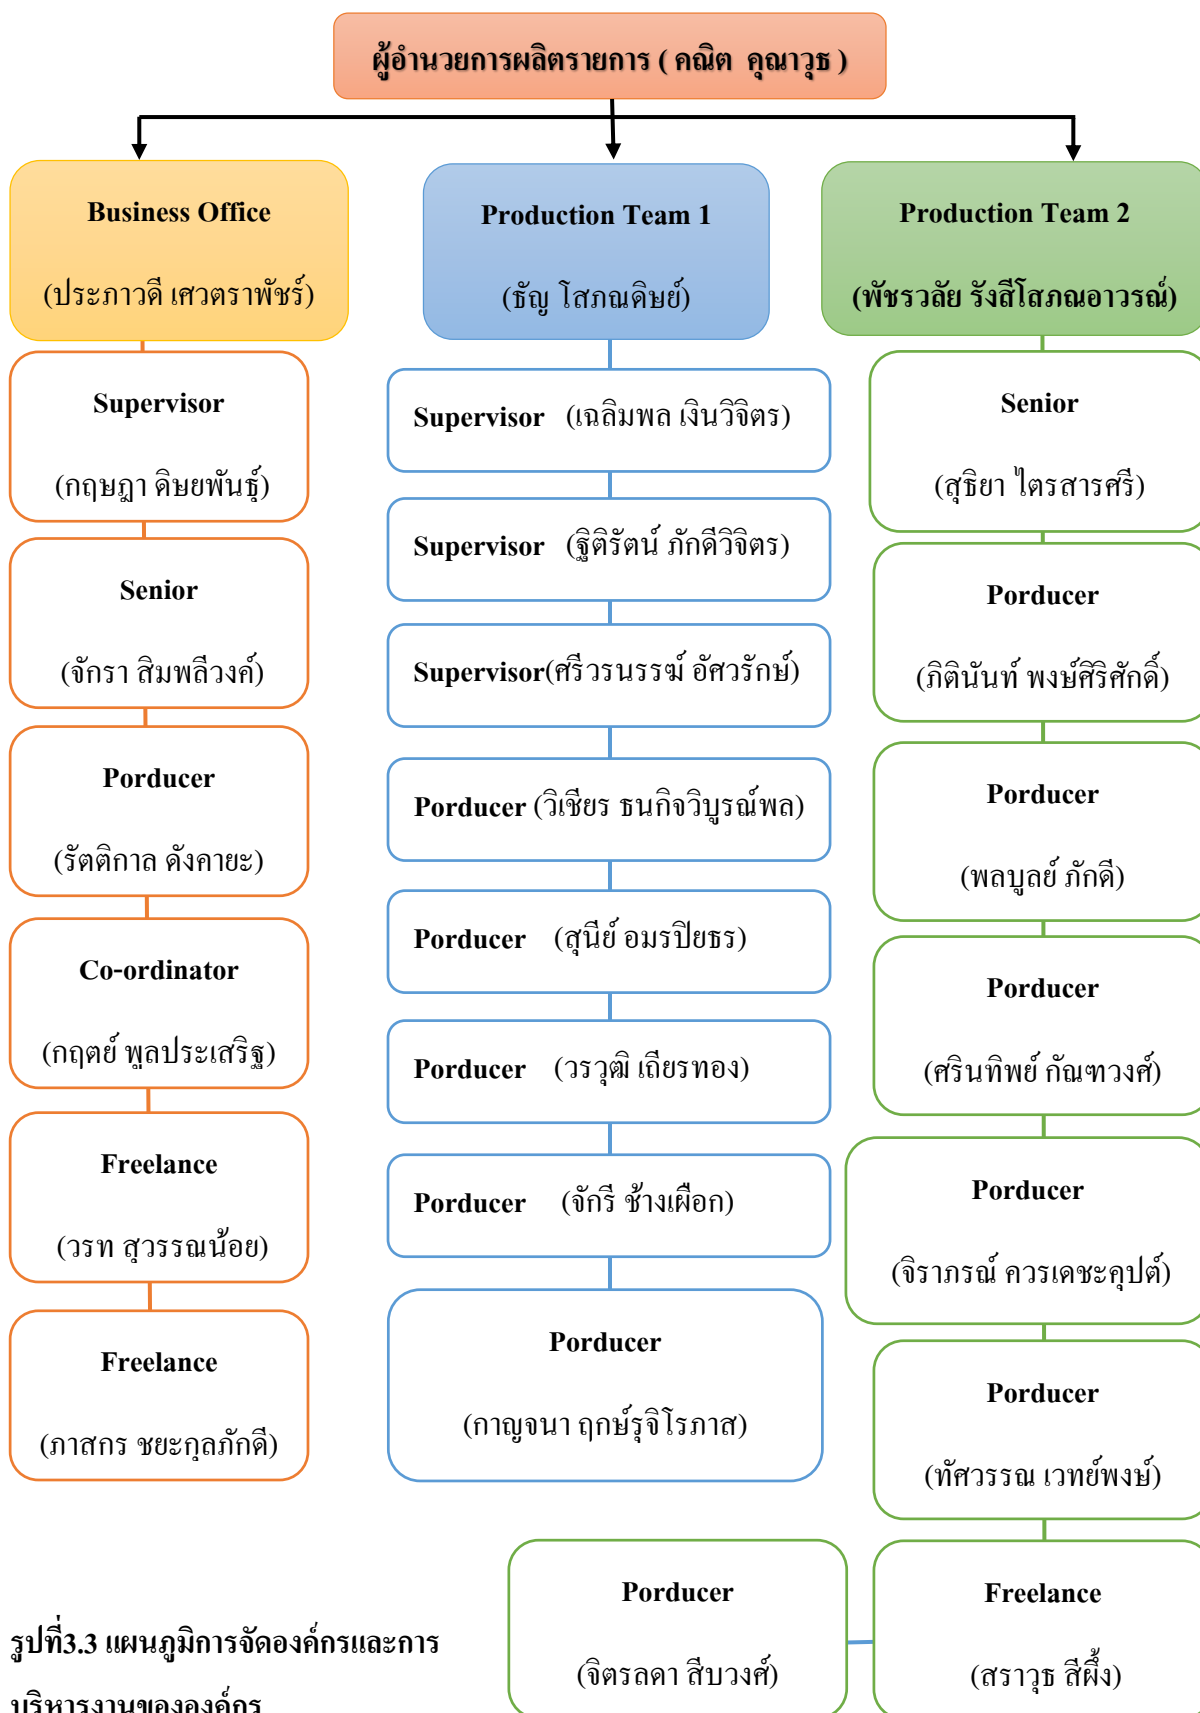 ผู้อำนวยการผลิตรายการ ( คณิต คุณาวุธ )
Business Office
(ประภาวดี เศวตราพัชร์)
Supervisor
(กฤษฎา ดิษยพันธุ์)
Senior
(จักรา สิมพลีวงค์)
Porducer
(รัตติกาล ดังคายะ)
Co-ordinator
(กฤตย์ พูลประเสริฐ)
Freelance
(วรท สุวรรณน้อย)
Freelance
(ภาสกร ชยะกุลภักดี)
Production Team 1
(ธัญ โสภณดิษย์)
Supervisor (เฉลิมพล เงินวิจิตร)
Supervisor (ฐิติรัตน์ ภักดีวิจิตร)
Supervisor(ศรีวรนรรฆ์ อัศวรักษ์)
Porducer (วิเชียร ธนกิจวิบูรณ์พล)
Porducer (สุนีย์ อมรปิยธร)
Porducer (วรวุฒิ เถียรทอง)
Porducer (จักรี ช้างเผือก)
Porducer
(กาญจนา ฤกษ์รุจิโรภาส)
Production Team 2
(พัชรวลัย รังสีโสภณอาวรณ์)
Senior
(สุธิยา ไตรสารศรี)
Porducer
(ภิตินันท์ พงษ์ศิริศักดิ์)
Porducer
(พลบูลย์ ภักดี)
Porducer
(ศรินทิพย์ กัณฑวงศ์)
Porducer
(จิราภรณ์ ควรเดชะคุปต์)
Porducer
(ทัศวรรณ เวทย์พงษ์)
Freelance
(สราวุธ สีผึ้ง)
Porducer
(จิตรลดา สีบวงศ์)
รูปที่3.3 แผนภูมิการจัดองค์กรและการ
บริหารงานขององค์กร